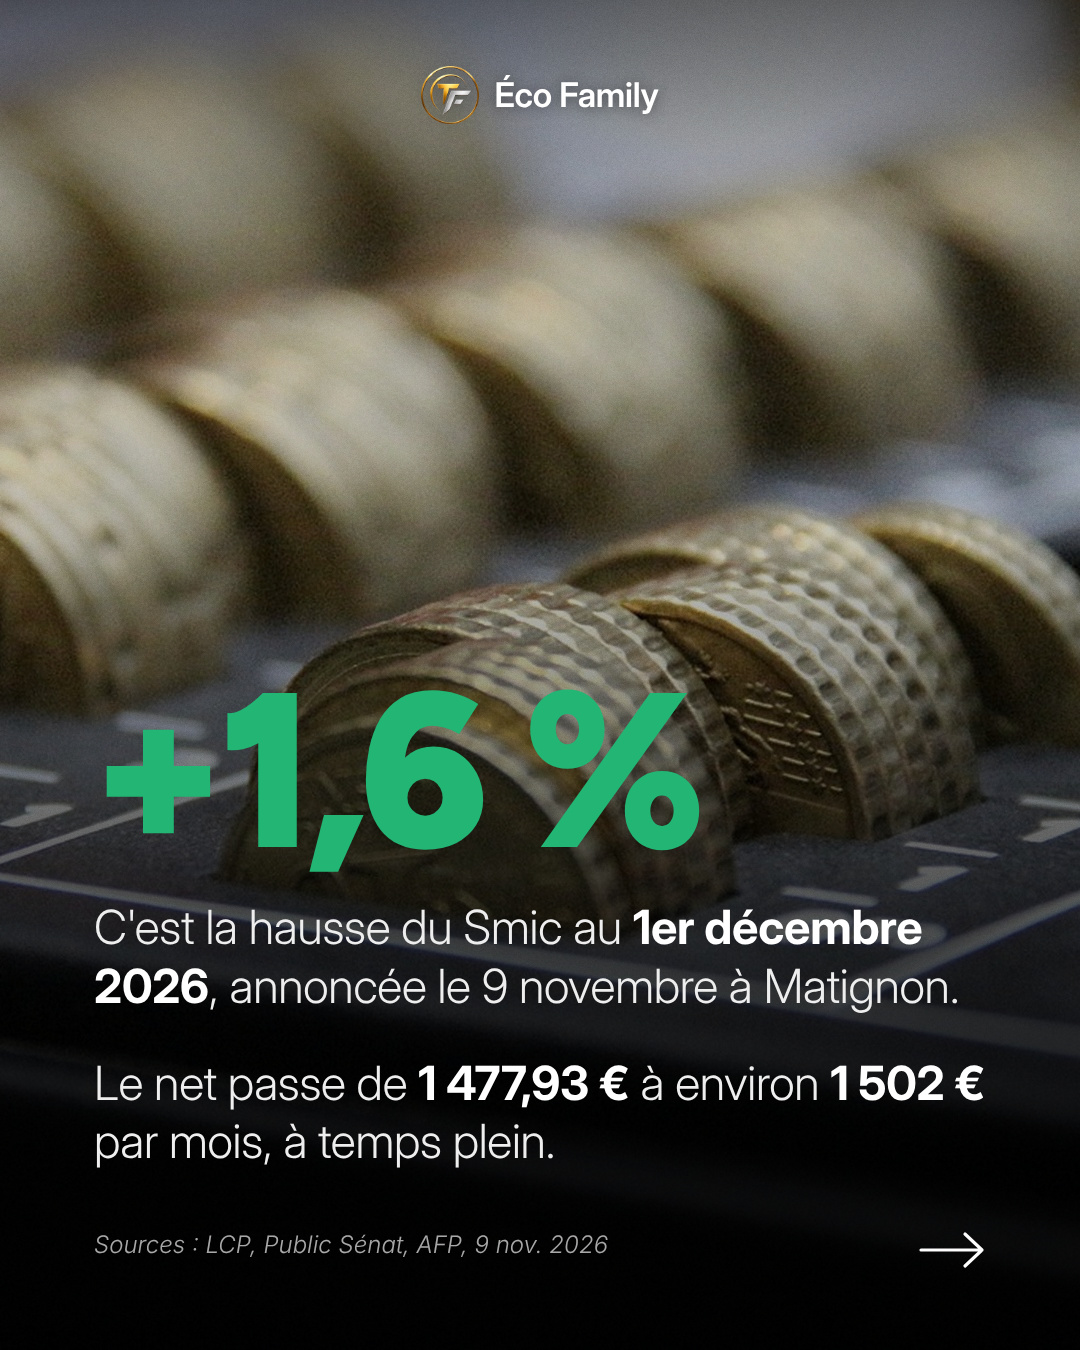 TF Éco Family
+1,6 %
C'est la hausse du Smic au 1er décembre
2026, annoncée le 9 novembre à Matignon.
Le net passe de 1 477,93 € à environ 1 502 €
par mois, à temps plein.
Sources : LCP, Public Sénat, AFP, 9 nov. 2026